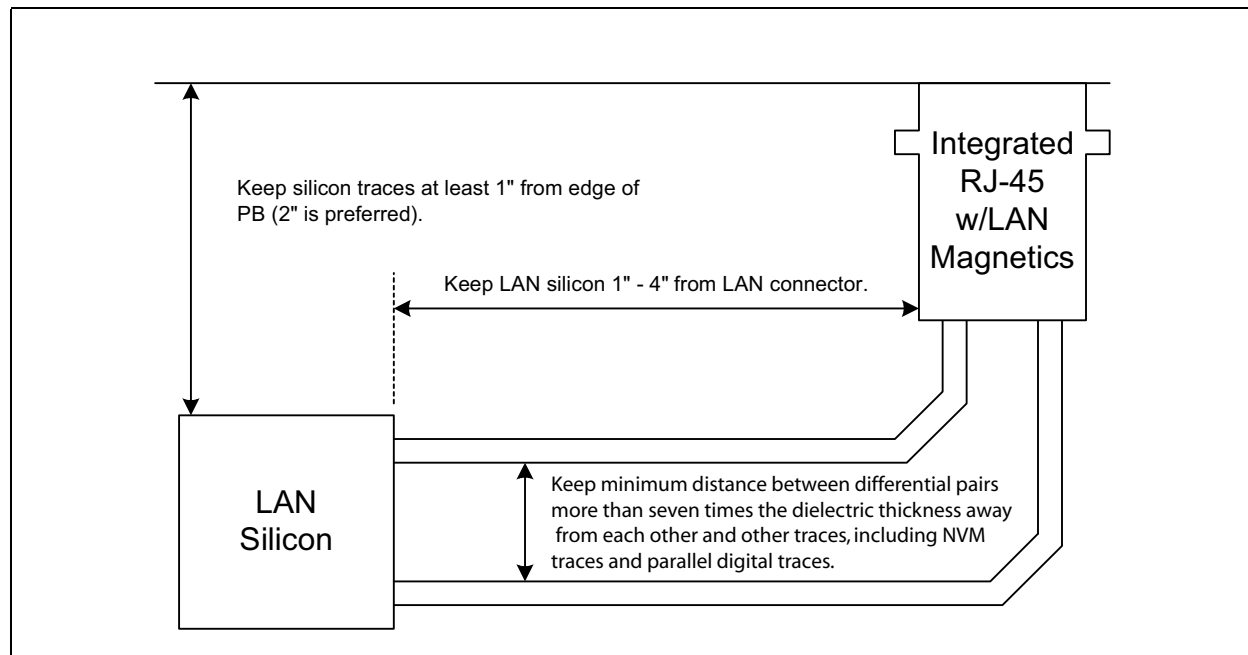 Integrated
RJ-45
w/LAN
Magnetics
Keep silicon traces at least 1" from edge of
PB (2" is preferred).
Keep LAN silicon 1" - 4" from LAN connector.
LAN
Silicon
Keep minimum distance between differential pairs
more than seven times the dielectric thickness away
from each other and other traces, including NVM
traces and parallel digital traces.